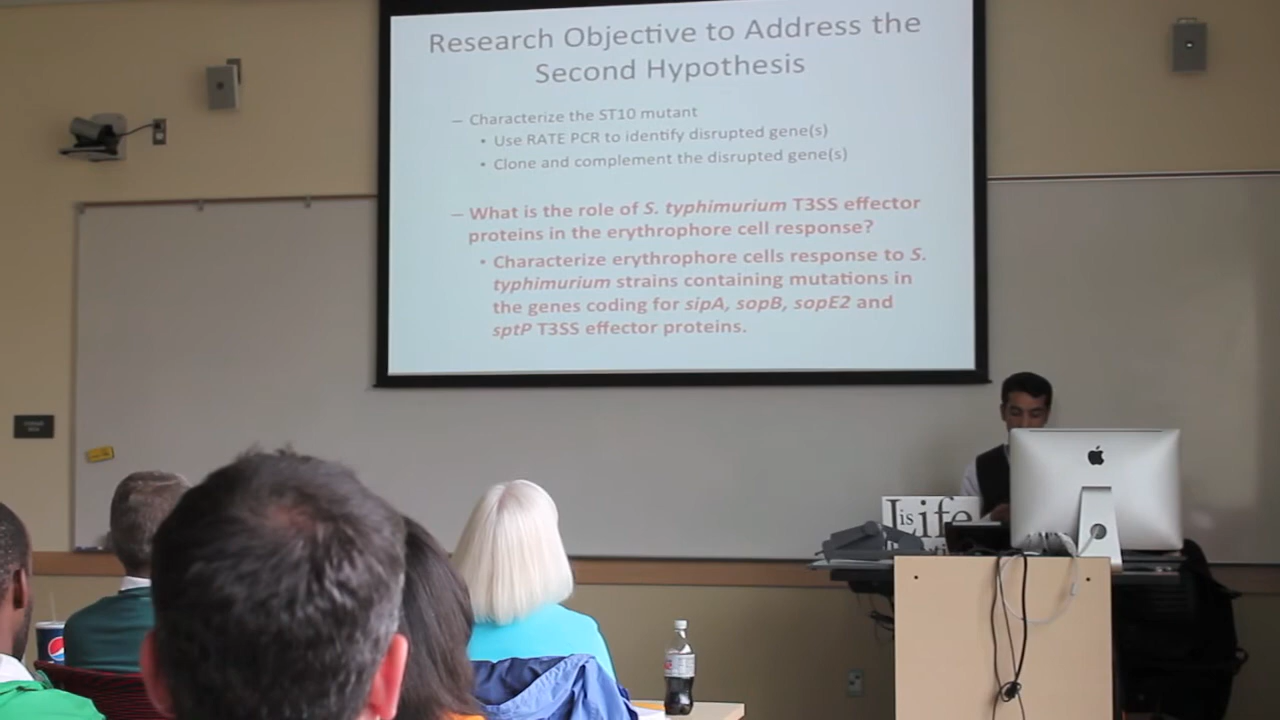 Research Objective to Address the
Second Hypothesis
– Characterize the ST10 mutant
• Use RATE PCR to identify disrupted gene(s)
• Clone and complement the disrupted gene(s)
– What is the role of S. typhimurium T3SS effector
proteins in the erythrophore cell response?
• Characterize erythrophore cells response to S.
typhimurium strains containing mutations in
the genes coding for sipA, sopB, sopE2 and
sptP T3SS effector proteins.
is Life